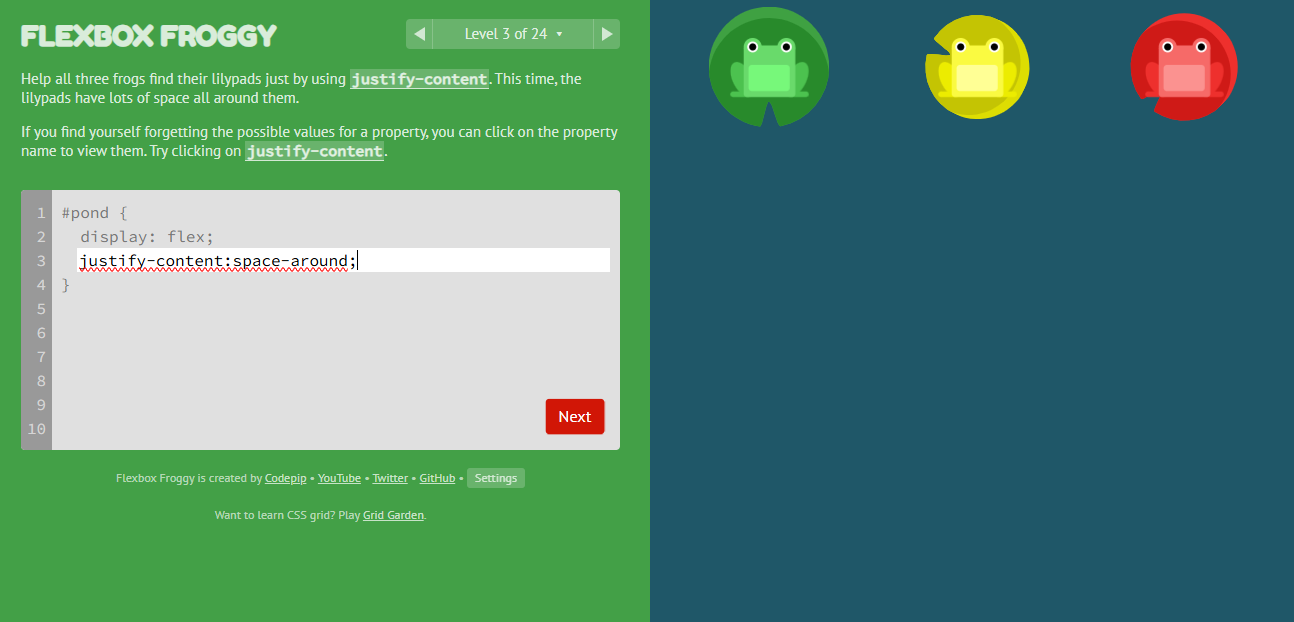 FLEXBOX FROGGY
◀ Level 3 of 24 ▾ ▶
Help all three frogs find their lilypads just by using justify-content. This time, the
lilypads have lots of space all around them.
If you find yourself forgetting the possible values for a property, you can click on the property
name to view them. Try clicking on justify-content.
1 #pond {
2 display: flex;
3 justify-content:space-around;
4 }
5
6
7
8
9
10
Next
Flexbox Froggy is created by Codepip • YouTube • Twitter • GitHub • Settings
Want to learn CSS grid? Play Grid Garden.